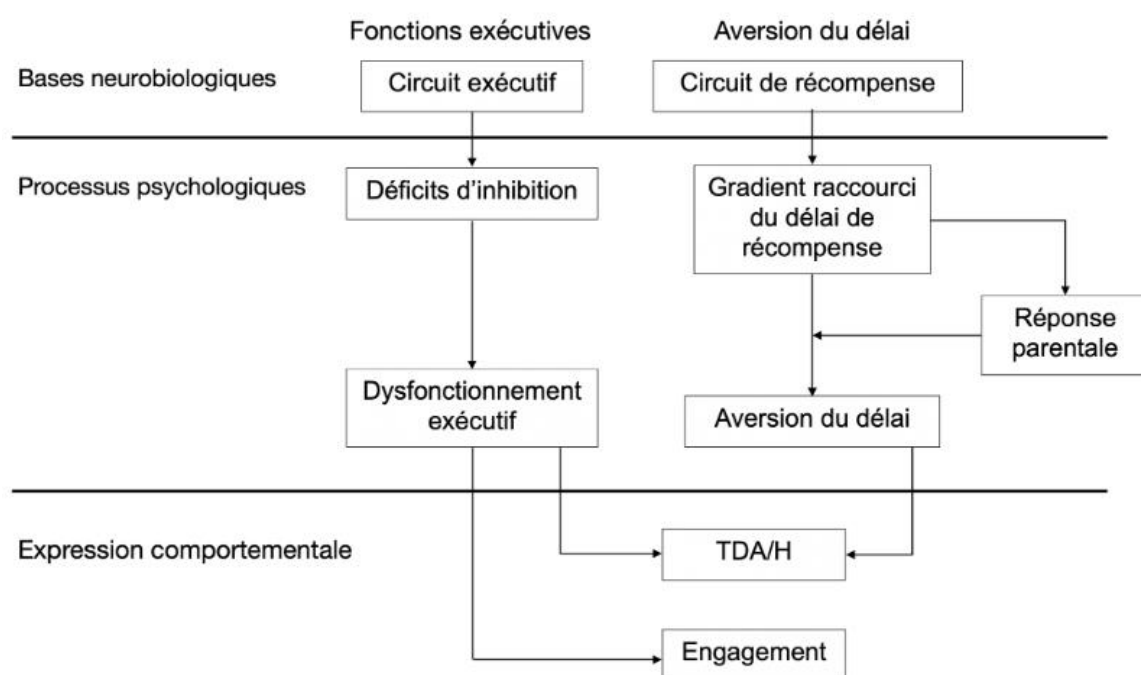 Fonctions exécutives
Aversion du délai
Bases neurobiologiques
Circuit exécutif
Circuit de récompense
Processus psychologiques
Déficits d'inhibition
Gradient raccourci
du délai de
récompense
Réponse
parentale
Dysfonctionnement
exécutif
Aversion du délai
Expression comportementale
TDA/H
Engagement